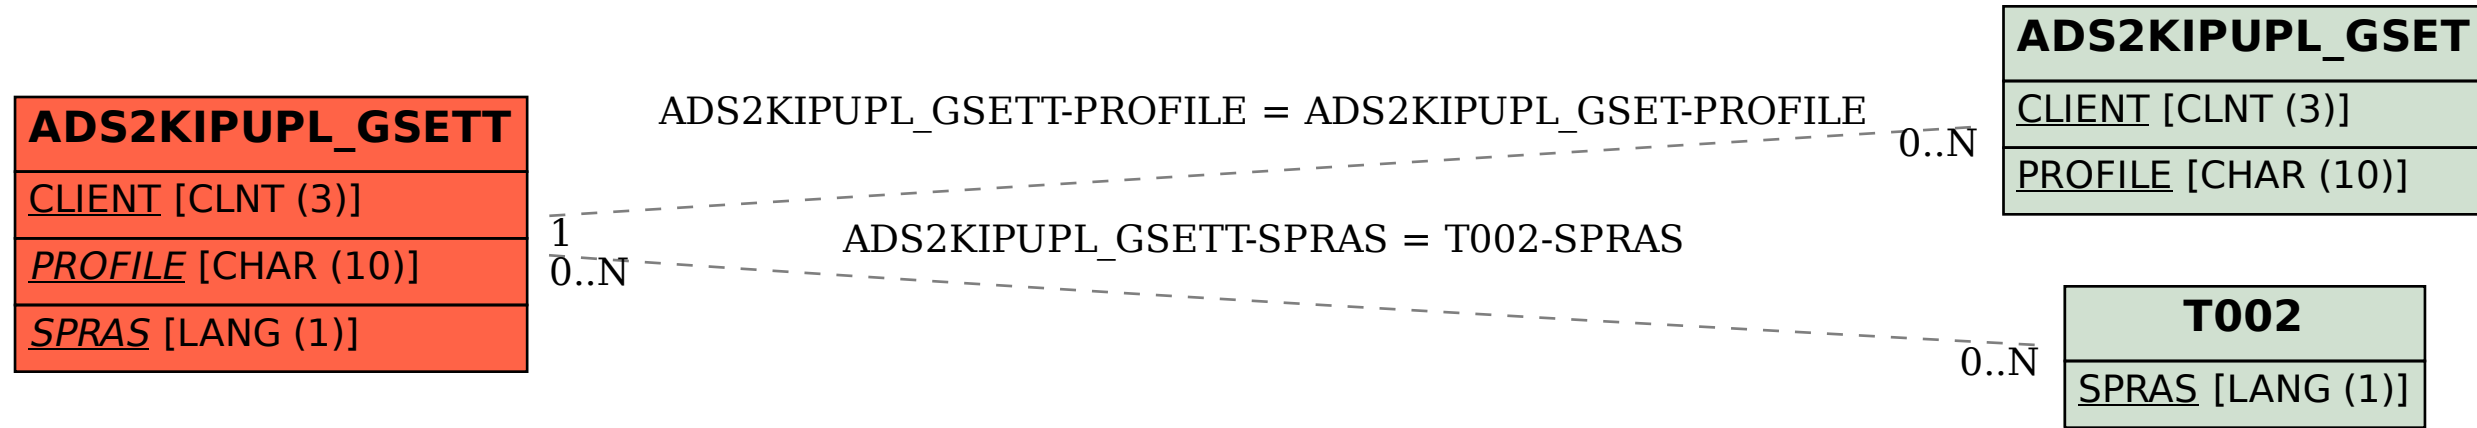 ADS2KIPUPL_GSETT
CLIENT [CLNT (3)]
PROFILE [CHAR (10)]
SPRAS [LANG (1)]
ADS2KIPUPL_GSETT-PROFILE = ADS2KIPUPL_GSET-PROFILE
1
0..N
ADS2KIPUPL_GSETT-SPRAS = T002-SPRAS
0..N
0..N
ADS2KIPUPL_GSET
CLIENT [CLNT (3)]
PROFILE [CHAR (10)]
T002
SPRAS [LANG (1)]